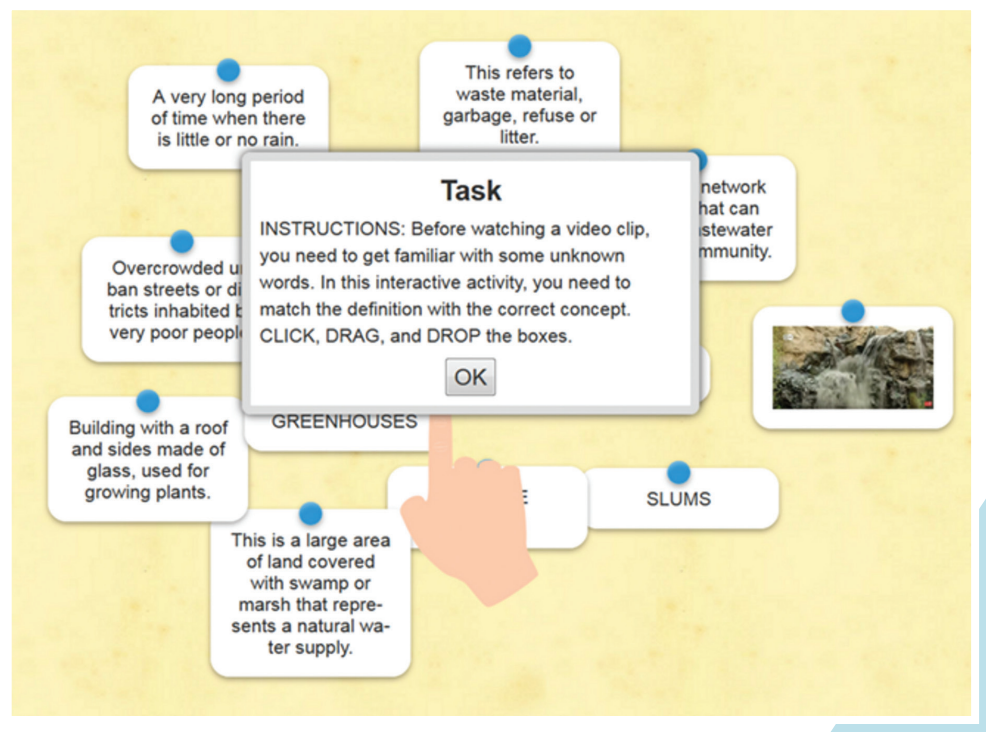 A very long period
of time when there
is little or no rain.
This refers to
waste material,
garbage, refuse or
litter.
Task
INSTRUCTIONS: Before watching a video clip,
you need to get familiar with some unknown
words. In this interactive activity, you need to
match the definition with the correct concept.
CLICK, DRAG, and DROP the boxes.
OK
network
can
community.
Overcrowded
ban streets or
tricts inhabited
very poor
Building with a roof
and sides made of
glass, used for
growing plants.
GREENHOUSES
SLUMS
This is a large area
of land covered
with swamp or
marsh that repre-
sents a natural wa-
ter supply.